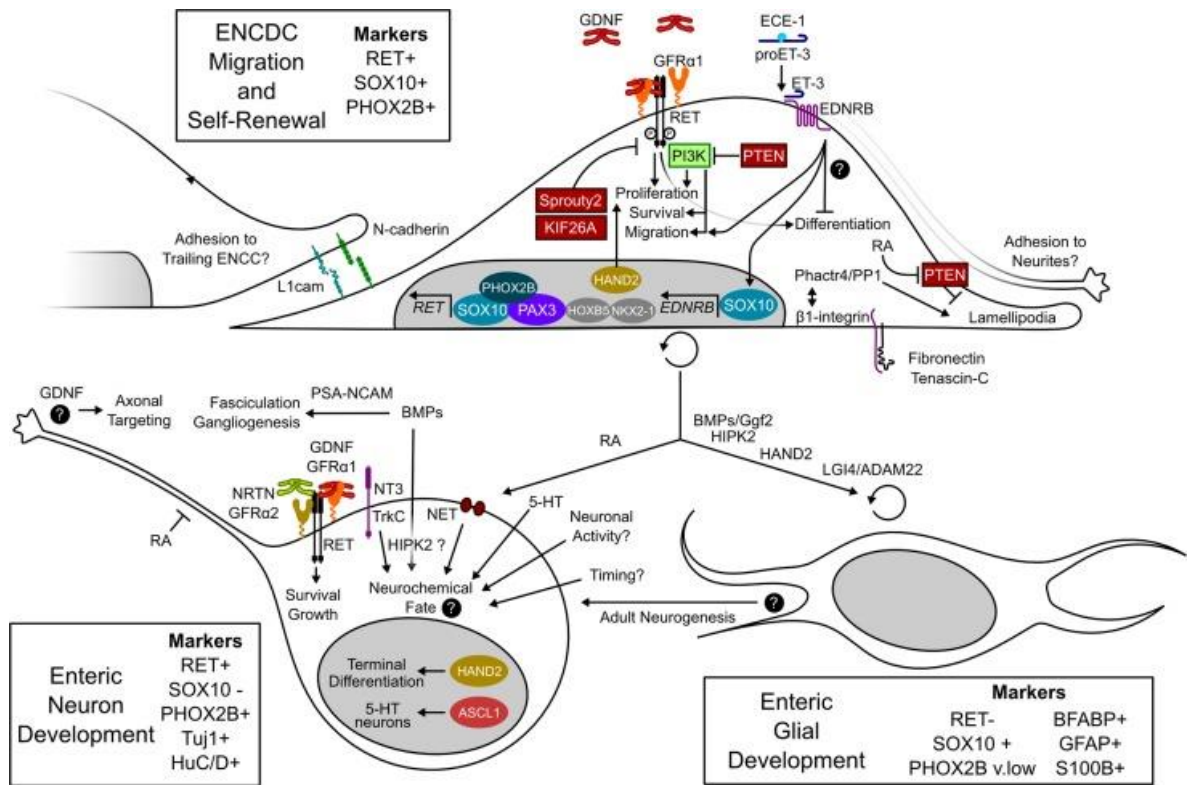 ENCDC
Migration
and
Self-Renewal
Markers
RET+
SOX10+
PHOX2B+
GDNF
GFRα1
RET
P
P
ECE-1
proET-3
ET-3
EDNRB
PI3K
PTEN
?
Sprouty2
KIF26A
Proliferation
Survival
Migration
Differentiation
N-cadherin
Adhesion to
Trailing ENCC?
L1cam
RA
PTEN
Adhesion to
Neurites?
Phactr4/PP1
β1-integrin
Lamellipodia
Fibronectin
Tenascin-C
HAND2
PHOX2B
RET
SOX10
PAX3
HOXB5
NKX2-1
EDNRB
SOX10
GDNF
?
Axonal
Targeting
PSA-NCAM
Fasciculation
Gangliogenesis
BMPs
RA
BMPs/Ggf2
HIPK2
HAND2
LGI4/ADAM22
GDNF
GFRα1
NRTN
GFRα2
NT3
TrkC
RET
NET
HIPK2 ?
5-HT
Neuronal
Activity?
Timing?
RA
Survival
Growth
Neurochemical
Fate ?
Adult Neurogenesis
?
Terminal
Differentiation
HAND2
5-HT
neurons
ASCL1
Enteric
Neuron
Development
Markers
RET+
SOX10 -
PHOX2B+
Tuj1+
HuC/D+
Enteric
Glial
Development
Markers
RET- BFABP+
SOX10 + GFAP+
PHOX2B v.low S100B+